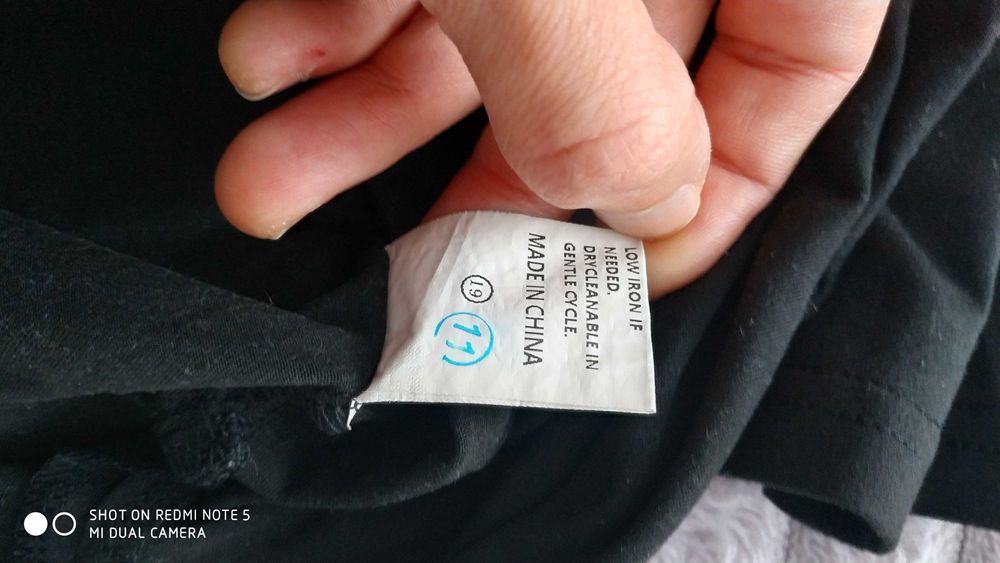 LOW IRON IF
NEEDED.
DRYCLEANABLE IN
GENTLE CYCLE.
MADE IN CHINA
19
11
SHOT ON REDMI NOTE 5
MI DUAL CAMERA